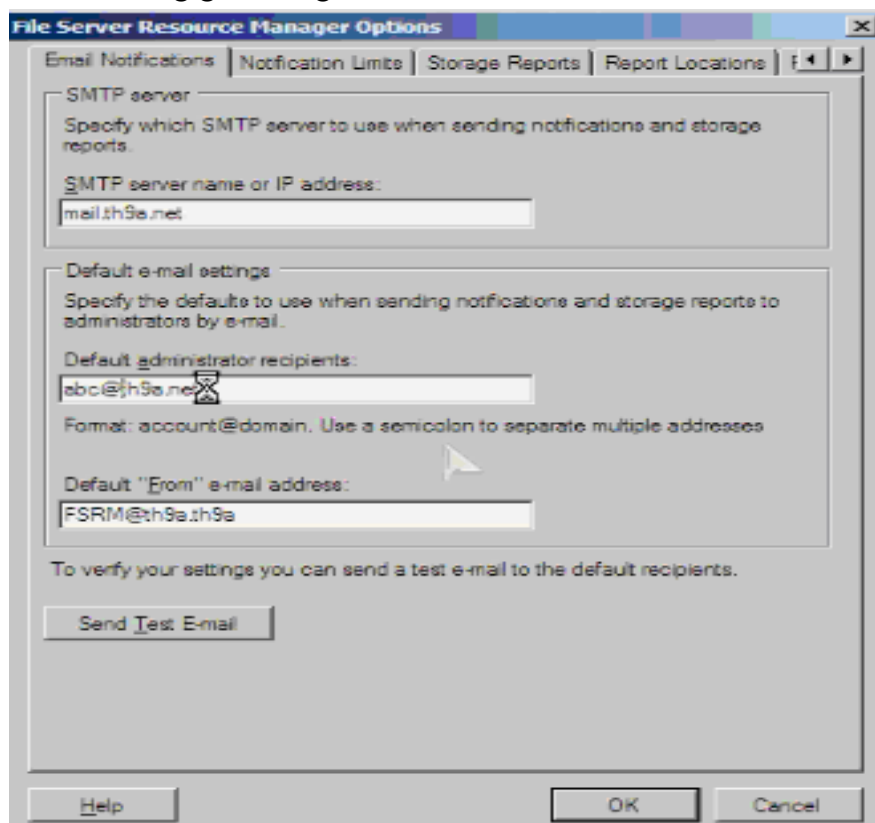 File Server Resource Manager Options
Email Notifications
Notification Limits
Storage Reports
Report Locations
SMTP server
Specify which SMTP server to use when sending notifications and storage
reports.
SMTP server name or IP address:
mail.th9a.net
Default e-mail settings
Specify the defaults to use when sending notifications and storage reports to
administrators by e-mail.
Default administrator recipients:
abc@th9a.net
Format: account@domain. Use a semicolon to separate multiple addresses
Default "From" e-mail address:
FSRM@th9a.th9a
To verify your settings you can send a test e-mail to the default recipients.
Send Test E-mail
Help
OK
Cancel